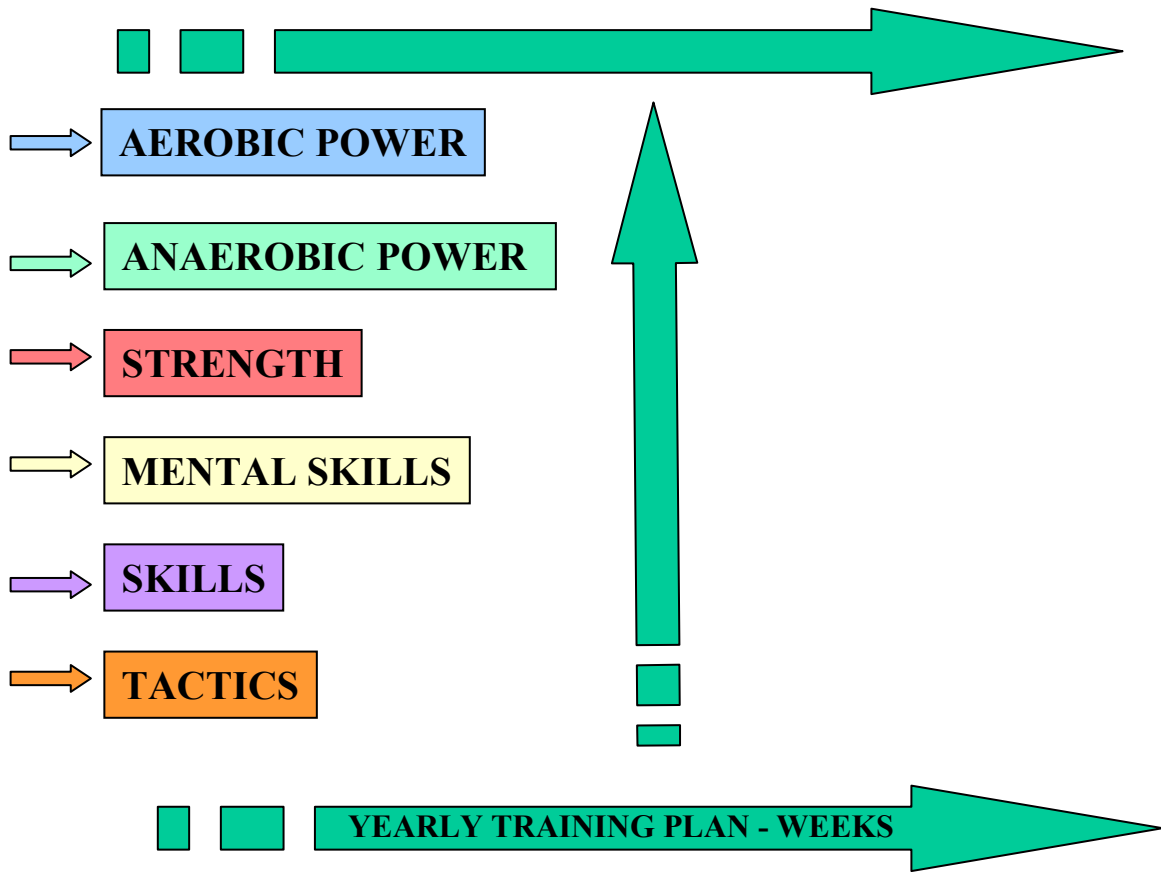 AEROBIC POWER
ANAEROBIC POWER
STRENGTH
MENTAL SKILLS
SKILLS
TACTICS
YEARLY TRAINING PLAN - WEEKS